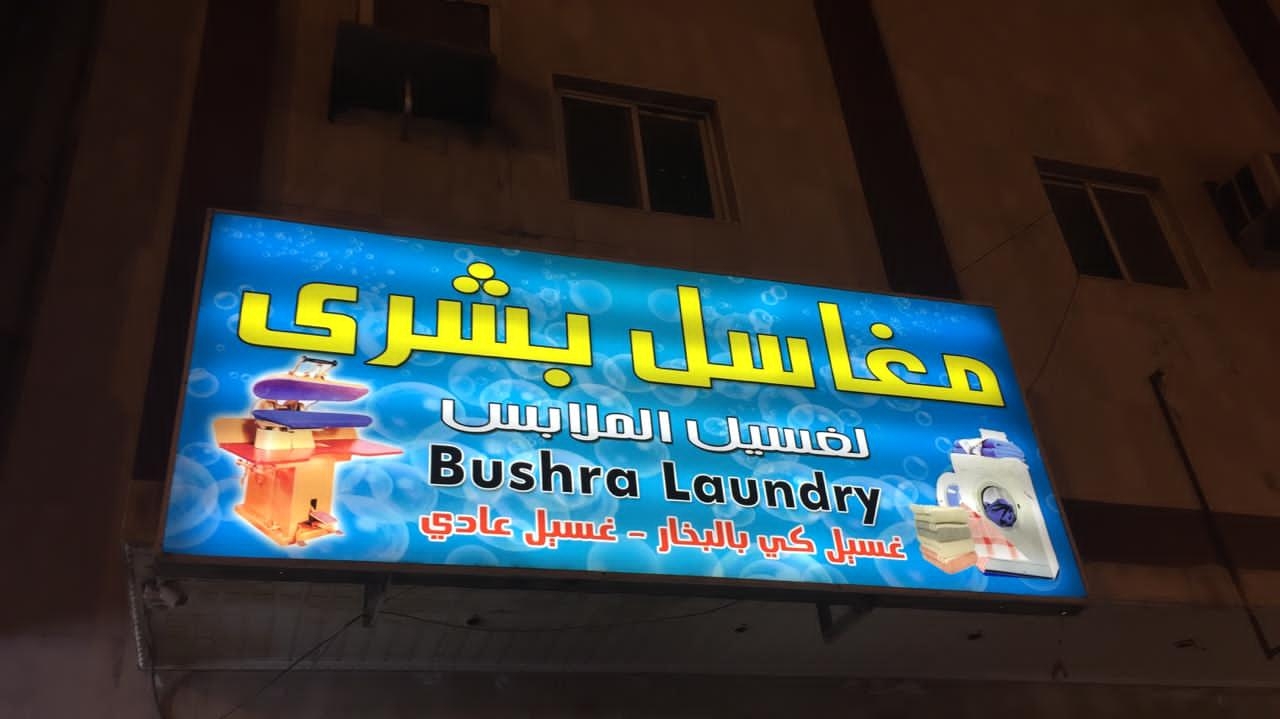 مغاسل بشرى
لغسيل الملابس
Bushra Laundry
غسيل كي بالبخار - غسيل عادي